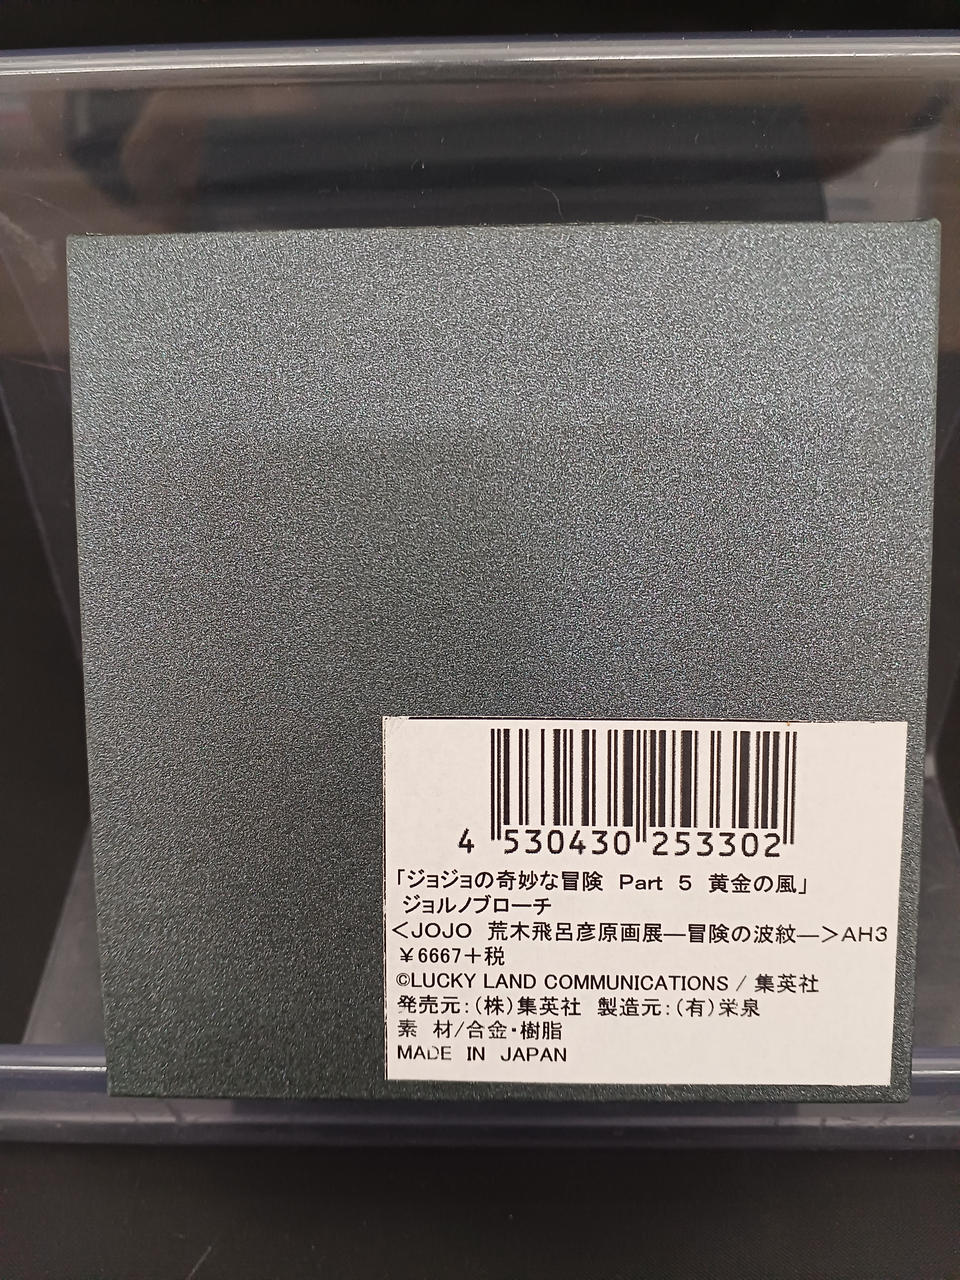 4 530430 253302
「ジョジョの奇妙な冒険 Part 5 黄金の風」
ジョルノブローチ
＜JOJO 荒木飛呂彦原画展―冒険の波紋―＞AH3
￥6667＋税
©LUCKY LAND COMMUNICATIONS / 集英社
発売元：（株）集英社 製造元：（有）栄泉
素 材/合金・樹脂
MADE IN JAPAN